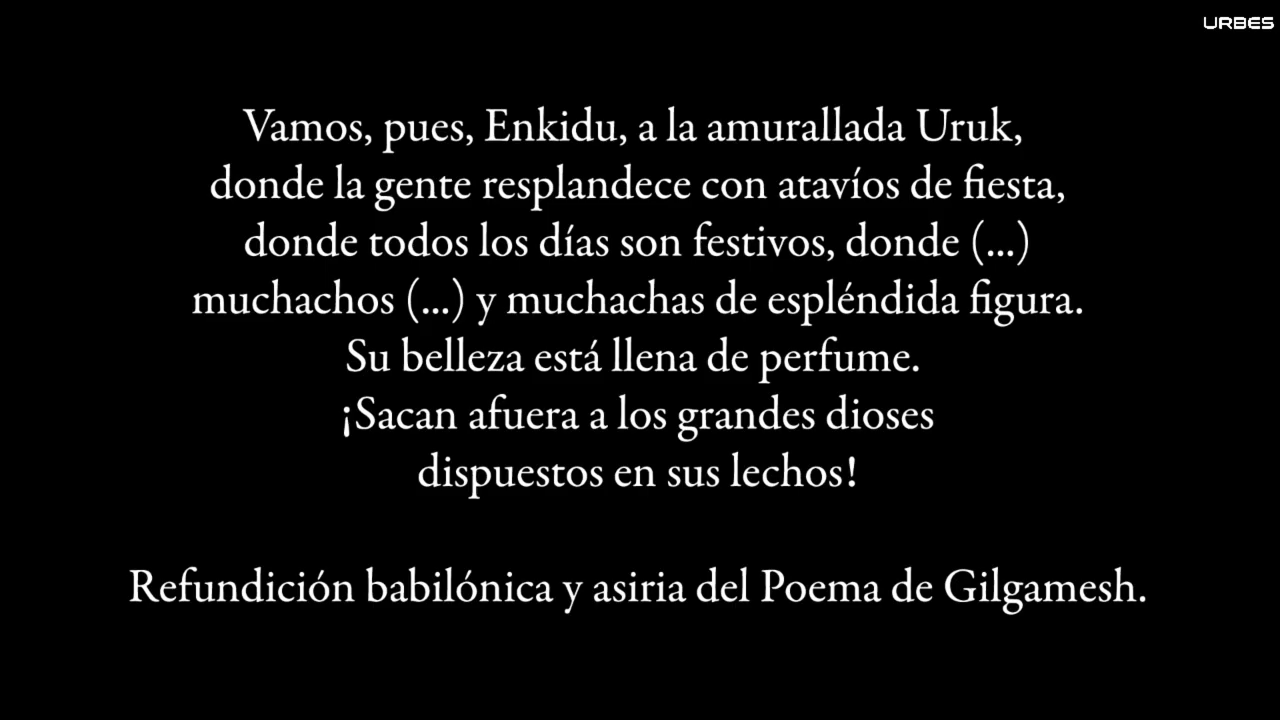 URBES
Vamos, pues, Enkidu, a la amurallada Uruk,
donde la gente resplandece con atavíos de fiesta,
donde todos los días son festivos, donde (...)
muchachos (...) y muchachas de espléndida figura.
Su belleza está llena de perfume.
¡Sacan afuera a los grandes dioses
dispuestos en sus lechos!
Refundición babilónica y asiria del Poema de Gilgamesh.